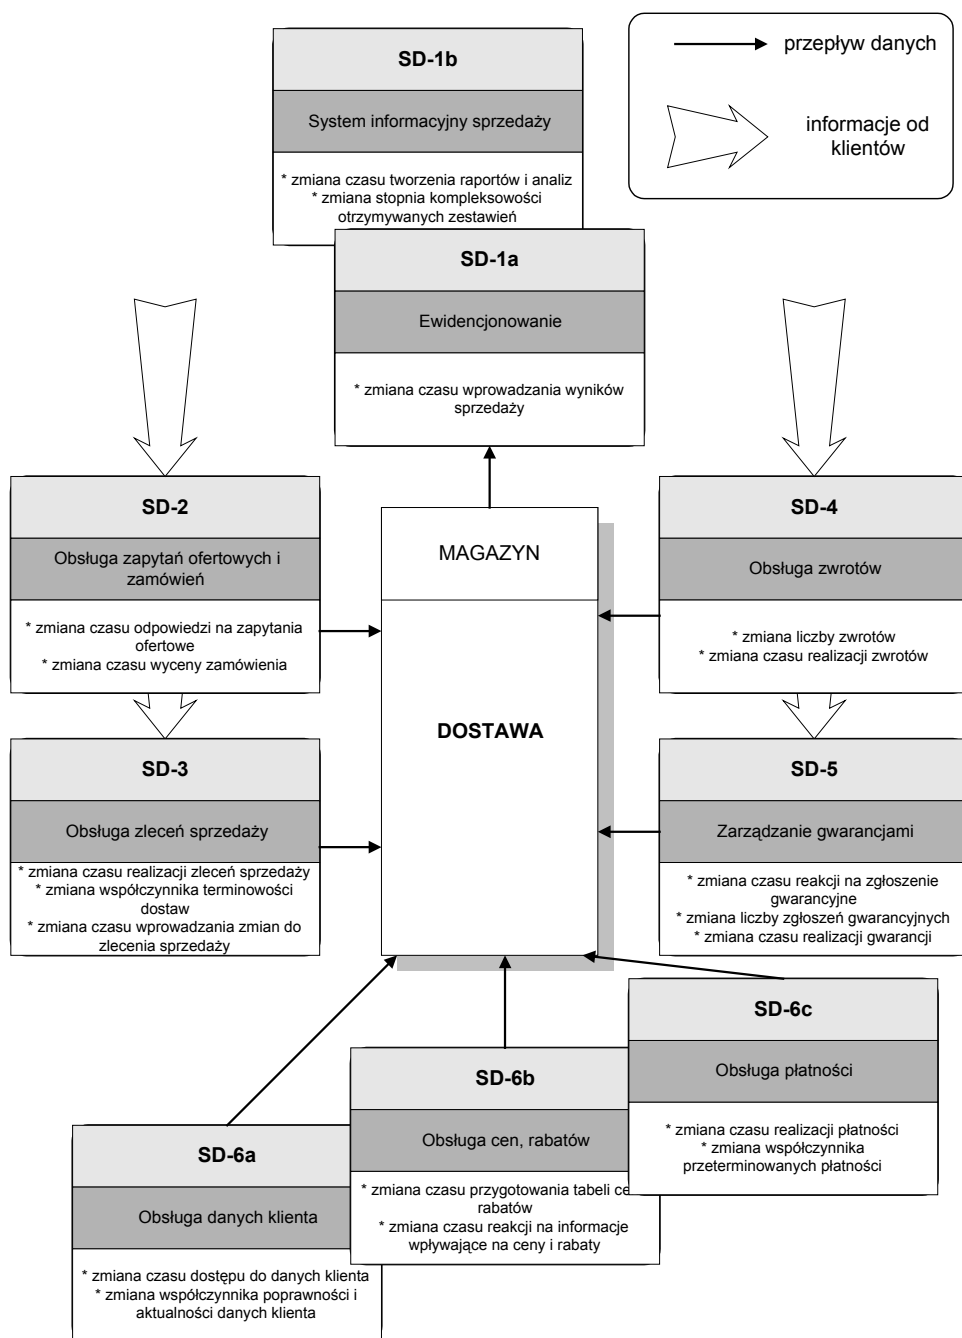 SD-1b
System informacyjny sprzedaży
* zmiana czasu tworzenia raportów i analiz
* zmiana stopnia kompleksowości
otrzymywanych zestawień
przepływ danych
informacje od
klientów
SD-1a
Ewidencjonowanie
* zmiana czasu wprowadzania wyników
sprzedaży
SD-2
Obsługa zapytań ofertowych i
zamówień
* zmiana czasu odpowiedzi na zapytania
ofertowe
* zmiana czasu wyceny zamówienia
MAGAZYN
DOSTAWA
SD-4
Obsługa zwrotów
* zmiana liczby zwrotów
* zmiana czasu realizacji zwrotów
SD-3
Obsługa zleceń sprzedaży
* zmiana czasu realizacji zleceń sprzedaży
* zmiana współczynnika terminowości
dostaw
* zmiana czasu wprowadzania zmian do
zlecenia sprzedaży
SD-5
Zarządzanie gwarancjami
* zmiana czasu reakcji na zgłoszenie
gwarancyjne
* zmiana liczby zgłoszeń gwarancyjnych
* zmiana czasu realizacji gwarancji
SD-6c
Obsługa płatności
* zmiana czasu realizacji płatności
* zmiana współczynnika
przeterminowanych płatności
SD-6b
Obsługa cen, rabatów
* zmiana czasu przygotowania tabeli ce
rabatów
* zmiana czasu reakcji na informacje
wpływające na ceny i rabaty
SD-6a
Obsługa danych klienta
* zmiana czasu dostępu do danych klienta
* zmiana współczynnika poprawności i
aktualności danych klienta